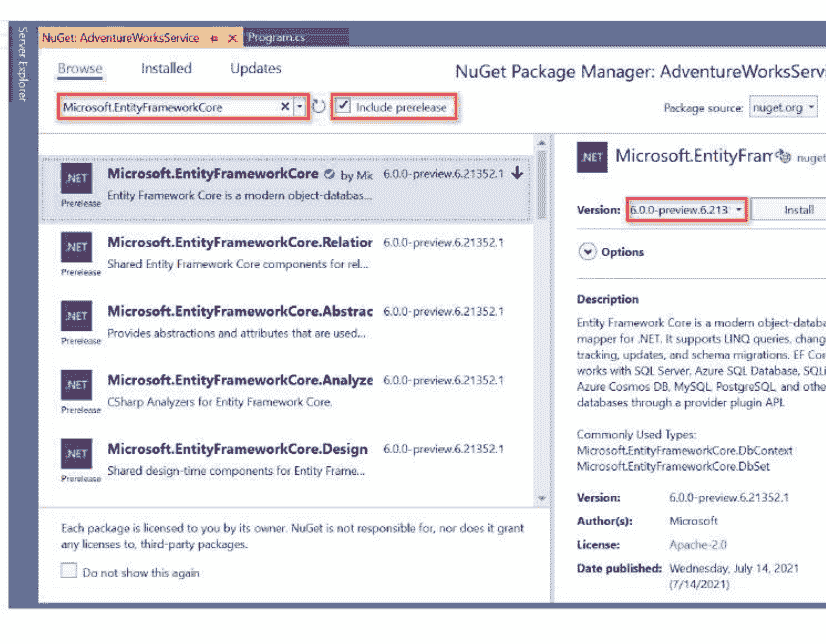 Server Explorer
NuGet: AdventureWorksService
Program.cs
Browse Installed Updates
NuGet Package Manager: AdventureWorksServ
Microsoft.EntityFrameworkCore
Include prerelease
Package source: nuget.org
.NET
Microsoft.EntityFrameworkCore by Mic 6.0.0-preview.6.21352.1
Entity Framework Core is a modern object-databas...
Prerelease
.NET
Microsoft.EntityFrameworkCore.Relation 6.0.0-preview.6.21352.1
Shared Entity Framework Core components for rel...
Prerelease
.NET
Microsoft.EntityFrameworkCore.Abstrac 6.0.0-preview.6.21352.1
Provides abstractions and attributes that are used...
Prerelease
.NET
Microsoft.EntityFrameworkCore.Analyze 6.0.0-preview.6.21352.1
CSharp Analyzers for Entity Framework Core.
Prerelease
.NET
Microsoft.EntityFrameworkCore.Design 6.0.0-preview.6.21352.1
Shared design-time components for Entity Frame...
Prerelease
Each package is licensed to you by its owner. NuGet is not responsible for, nor does it grant
any licenses to, third-party packages.
Do not show this again
.NET
Microsoft.EntityFram nuget
Version: 6.0.0-preview.6.213 Install
Options
Description
Entity Framework Core is a modern object-databa
mapper for .NET. It supports LINQ queries, chang
tracking, updates, and schema migrations. EF Cor
works with SQL Server, Azure SQL Database, SQLi
Azure Cosmos DB, MySQL, PostgreSQL, and othe
databases through a provider plugin API.
Commonly Used Types:
Microsoft.EntityFrameworkCore.DbContext
Microsoft.EntityFrameworkCore.DbSet
Version: 6.0.0-preview.6.21352.1
Author(s): Microsoft
License: Apache-2.0
Date published: Wednesday, July 14, 2021
(7/14/2021)